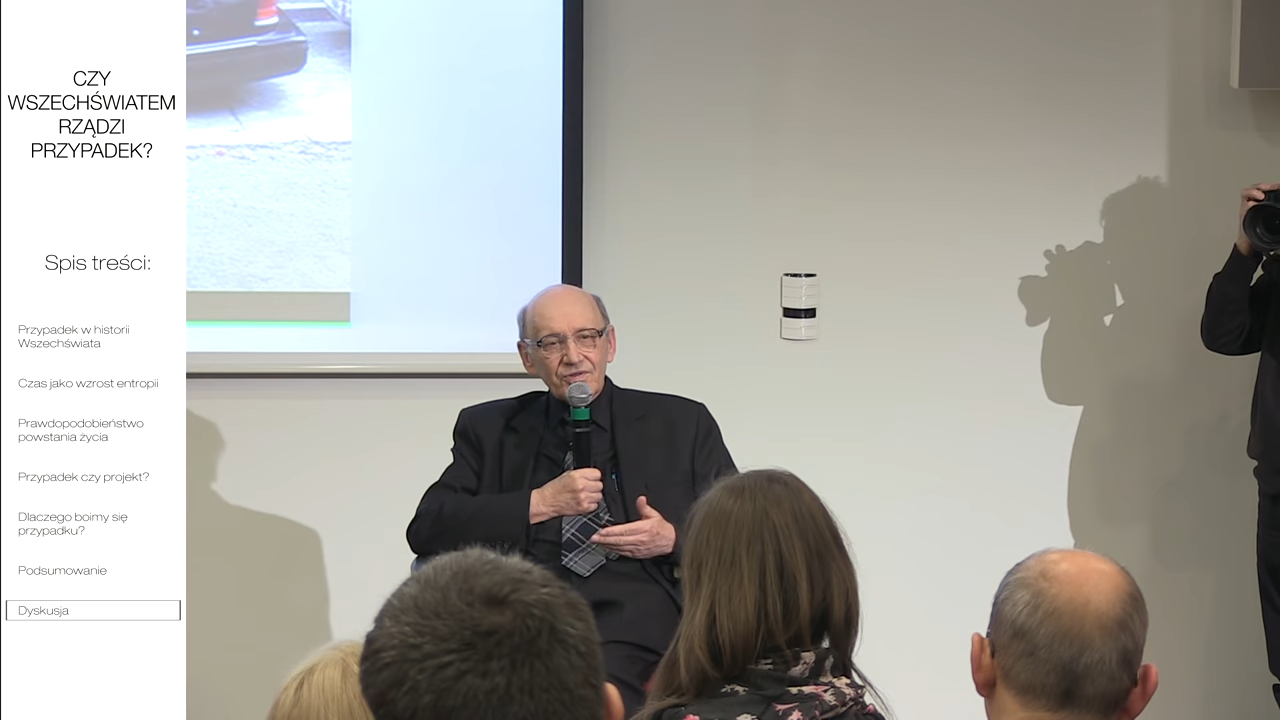 CZY
WSZECHŚWIATEM
RZĄDZI
PRZYPADEK?
Spis treści:
Przypadek w historii
Wszechświata
Czas jako wzrost entropii
Prawdopodobieństwo
powstania życia
Przypadek czy projekt?
Dlaczego boimy się
przypadku?
Podsumowanie
Dyskusja